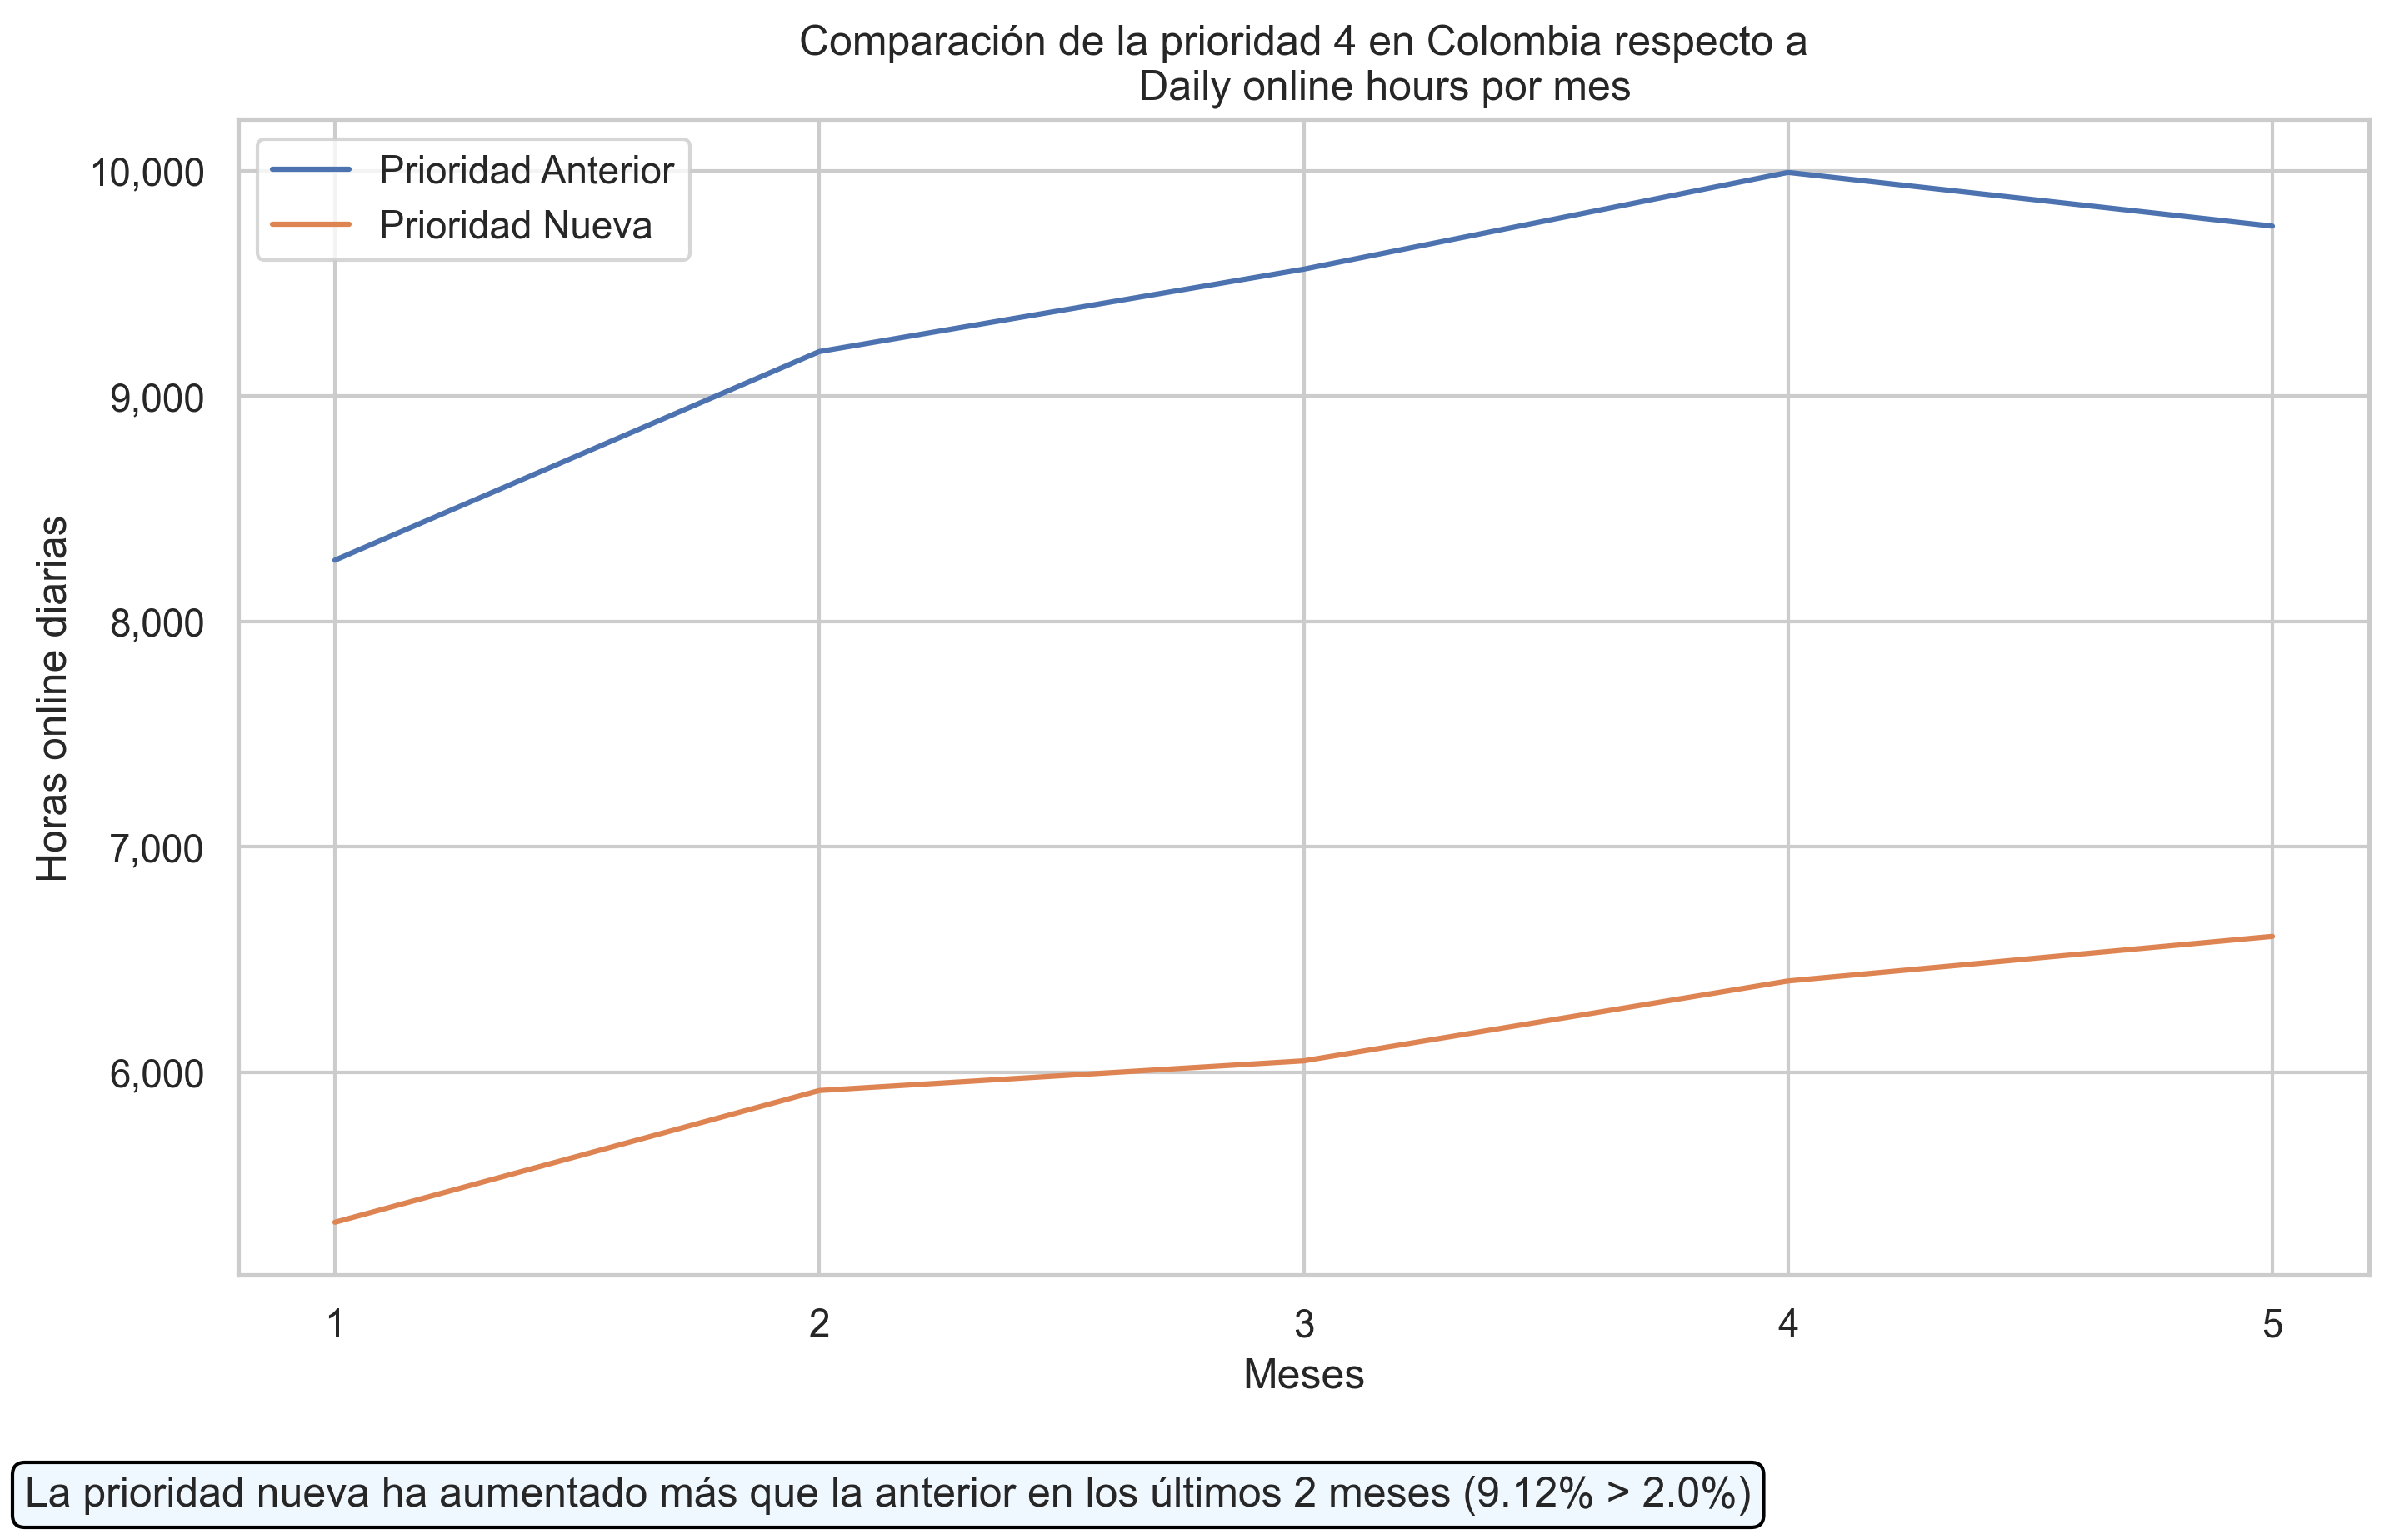 Comparación de la prioridad 4 en Colombia respecto a
Daily online hours por mes
Prioridad Anterior
Prioridad Nueva
10,000
9,000
8,000
7,000
6,000
Horas online diarias
1
2
3
4
5
Meses
La prioridad nueva ha aumentado más que la anterior en los últimos 2 meses (9.12% > 2.0%)